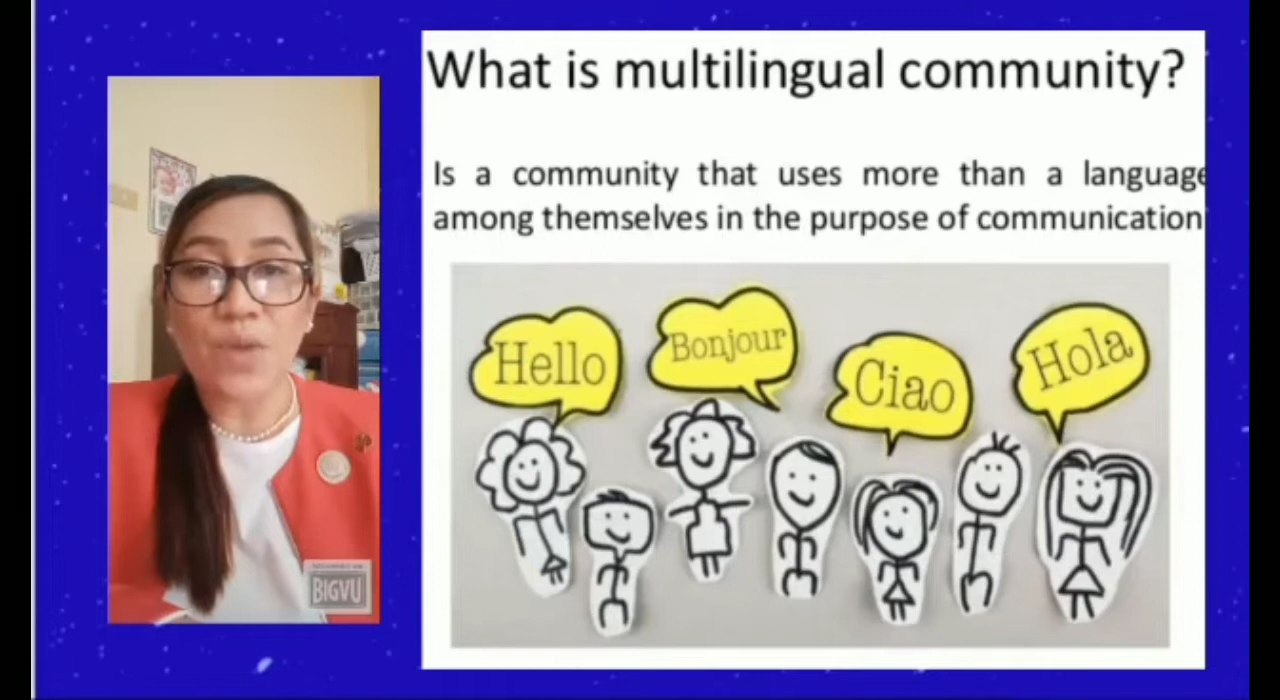 What is multilingual community?
Is a community that uses more than a language
among themselves in the purpose of communication
Hello
Bonjour
Ciao
Hola
BIGVU